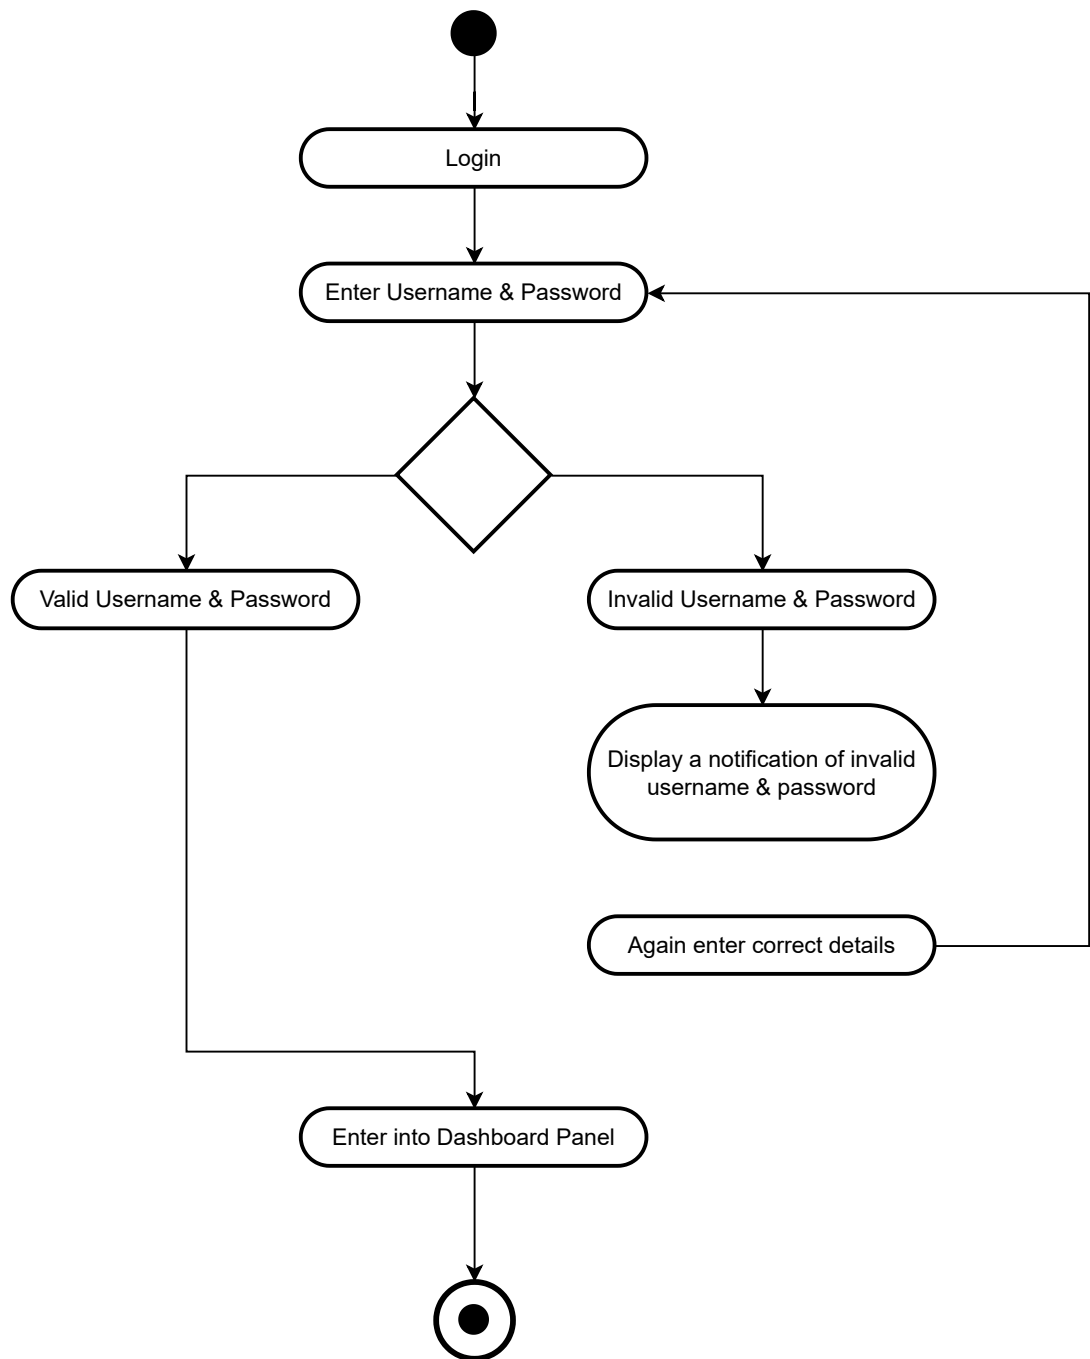 Login
Enter Username & Password
Valid Username & Password
Invalid Username & Password
Display a notification of invalid
username & password
Again enter correct details
Enter into Dashboard Panel